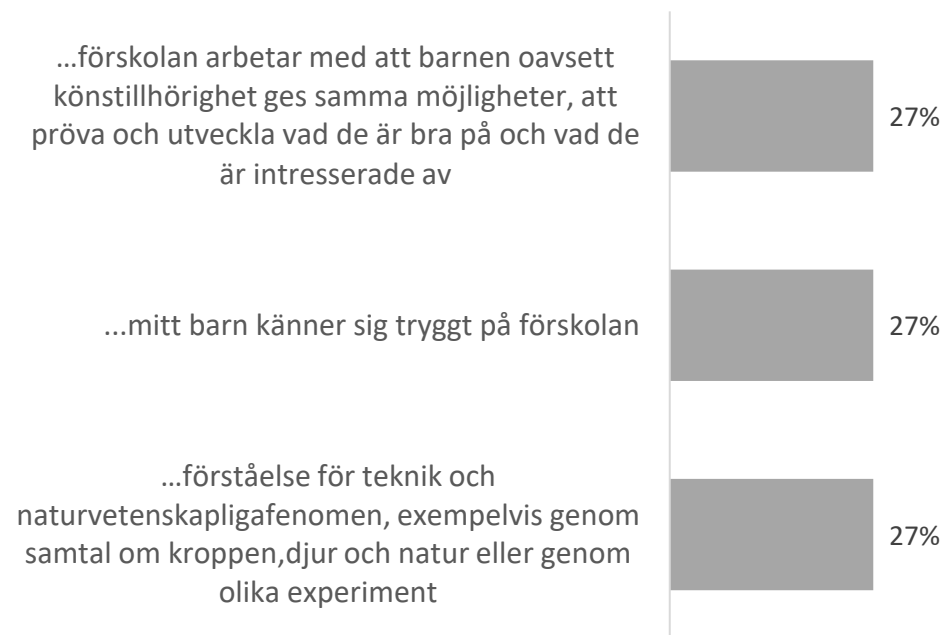 …förskolan arbetar med att barnen oavsett
könstillhörighet ges samma möjligheter, att
pröva och utveckla vad de är bra på och vad de
är intresserade av
27%
...mitt barn känner sig tryggt på förskolan
27%
…förståelse för teknik och
naturvetenskapligafenomen, exempelvis genom
samtal om kroppen,djur och natur eller genom
olika experiment
27%